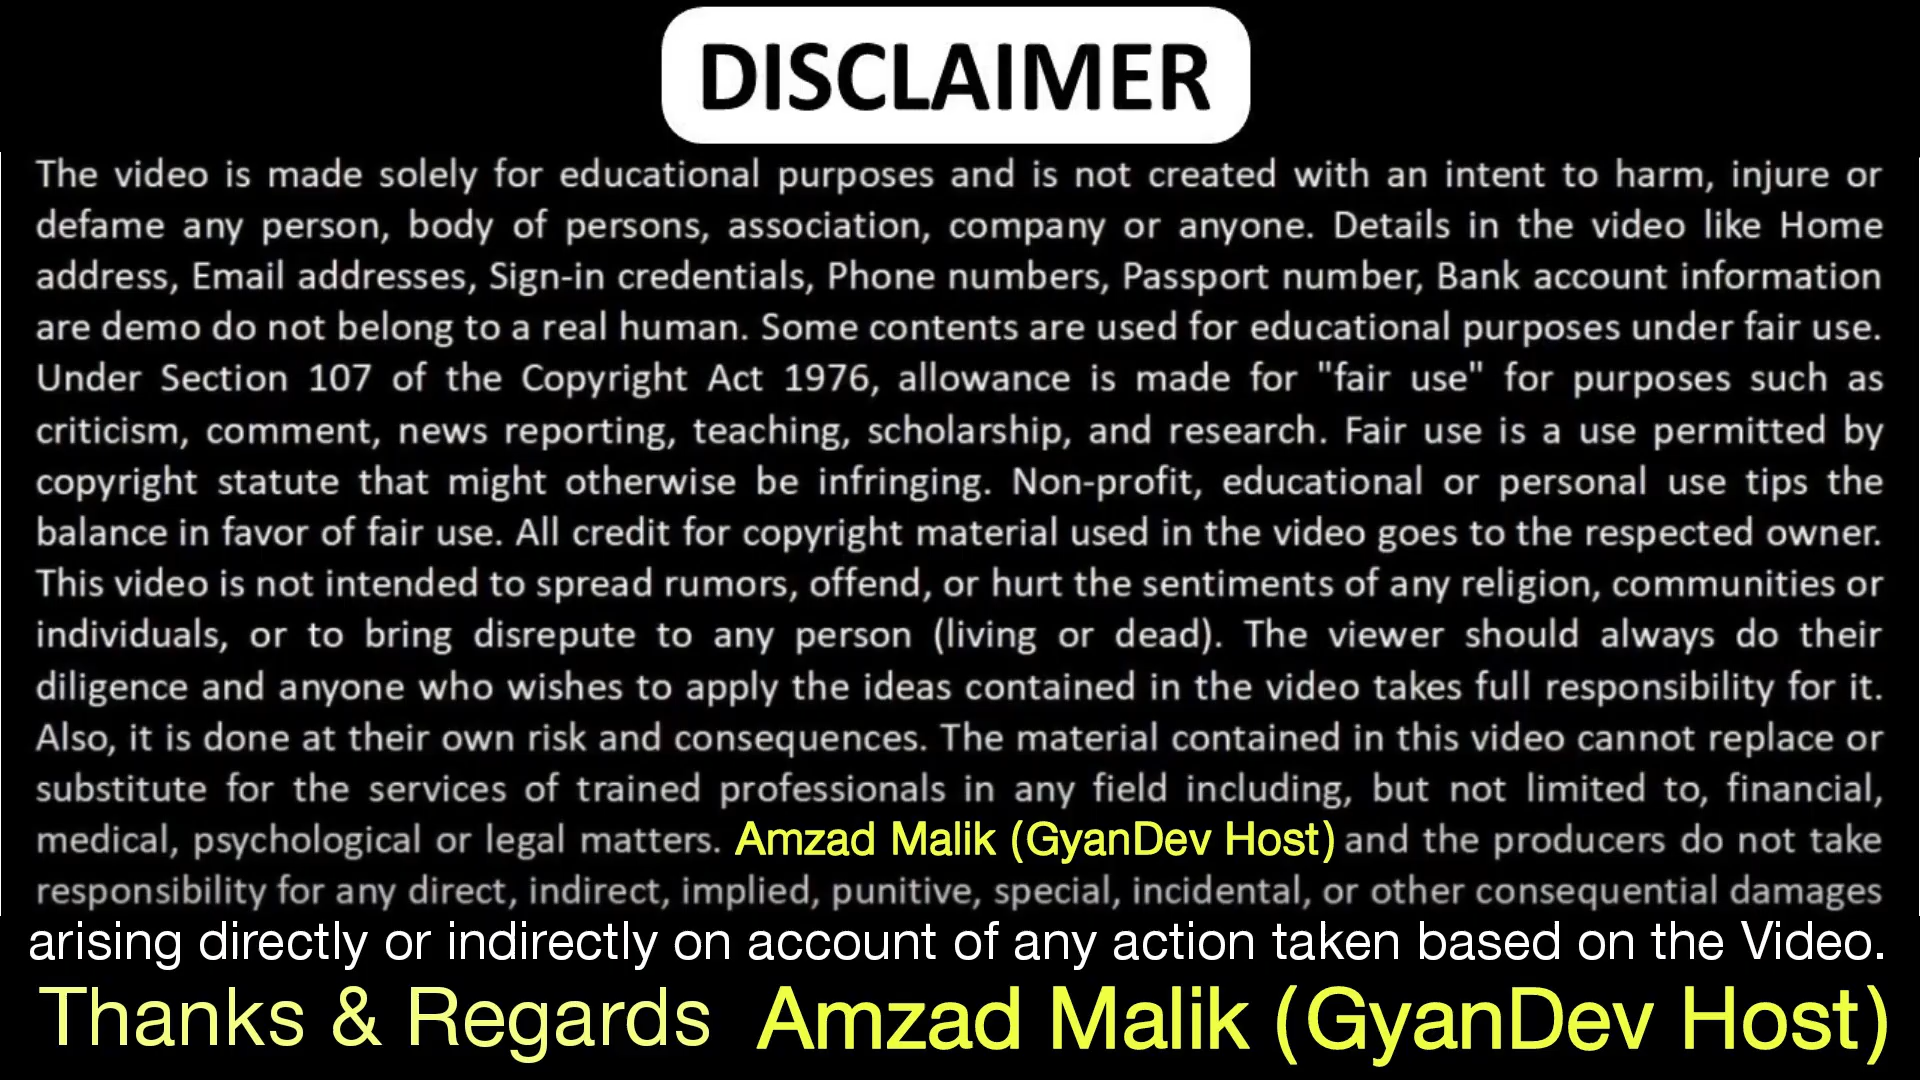 DISCLAIMER
The video is made solely for educational purposes and is not created with an intent to harm, injure or
defame any person, body of persons, association, company or anyone. Details in the video like Home
address, Email addresses, Sign-in credentials, Phone numbers, Passport number, Bank account information
are demo do not belong to a real human. Some contents are used for educational purposes under fair use.
Under Section 107 of the Copyright Act 1976, allowance is made for "fair use" for purposes such as
criticism, comment, news reporting, teaching, scholarship, and research. Fair use is a use permitted by
copyright statute that might otherwise be infringing. Non-profit, educational or personal use tips the
balance in favor of fair use. All credit for copyright material used in the video goes to the respected owner.
This video is not intended to spread rumors, offend, or hurt the sentiments of any religion, communities or
individuals, or to bring disrepute to any person (living or dead). The viewer should always do their
diligence and anyone who wishes to apply the ideas contained in the video takes full responsibility for it.
Also, it is done at their own risk and consequences. The material contained in this video cannot replace or
substitute for the services of trained professionals in any field including, but not limited to, financial,
medical, psychological or legal matters. Amzad Malik (GyanDev Host) and the producers do not take
responsibility for any direct, indirect, implied, punitive, special, incidental, or other consequential damages
arising directly or indirectly on account of any action taken based on the Video.
Thanks & Regards Amzad Malik (GyanDev Host)